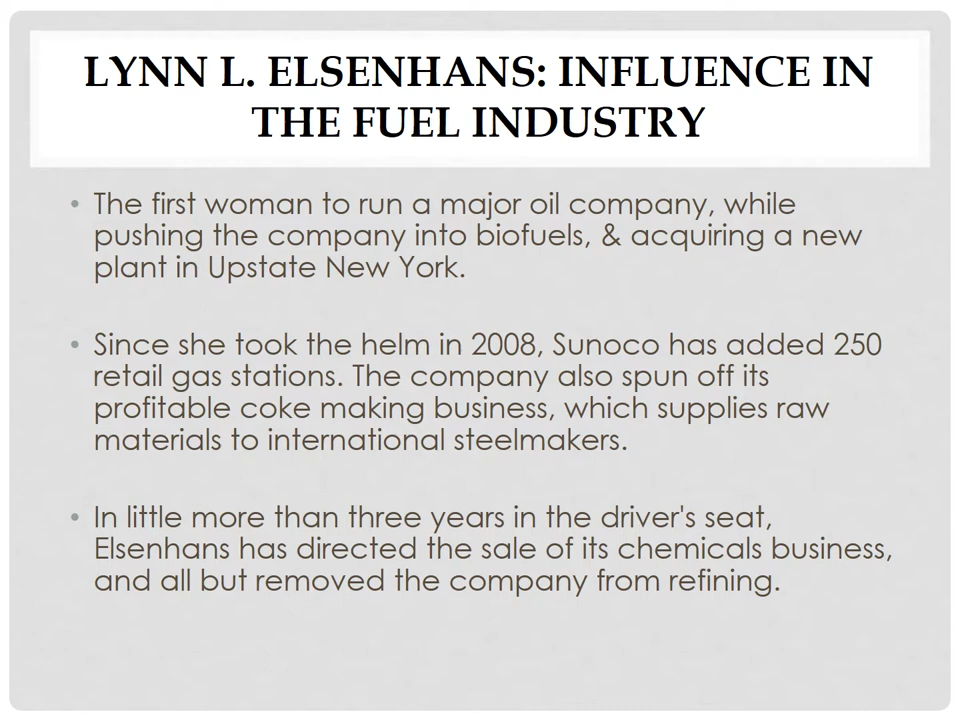 LYNN L. ELSENHANS: INFLUENCE IN
THE FUEL INDUSTRY
• The first woman to run a major oil company, while
pushing the company into biofuels, & acquiring a new
plant in Upstate New York.
• Since she took the helm in 2008, Sunoco has added 250
retail gas stations. The company also spun off its
profitable coke making business, which supplies raw
materials to international steelmakers.
• In little more than three years in the driver's seat,
Elsenhans has directed the sale of its chemicals business,
and all but removed the company from refining.